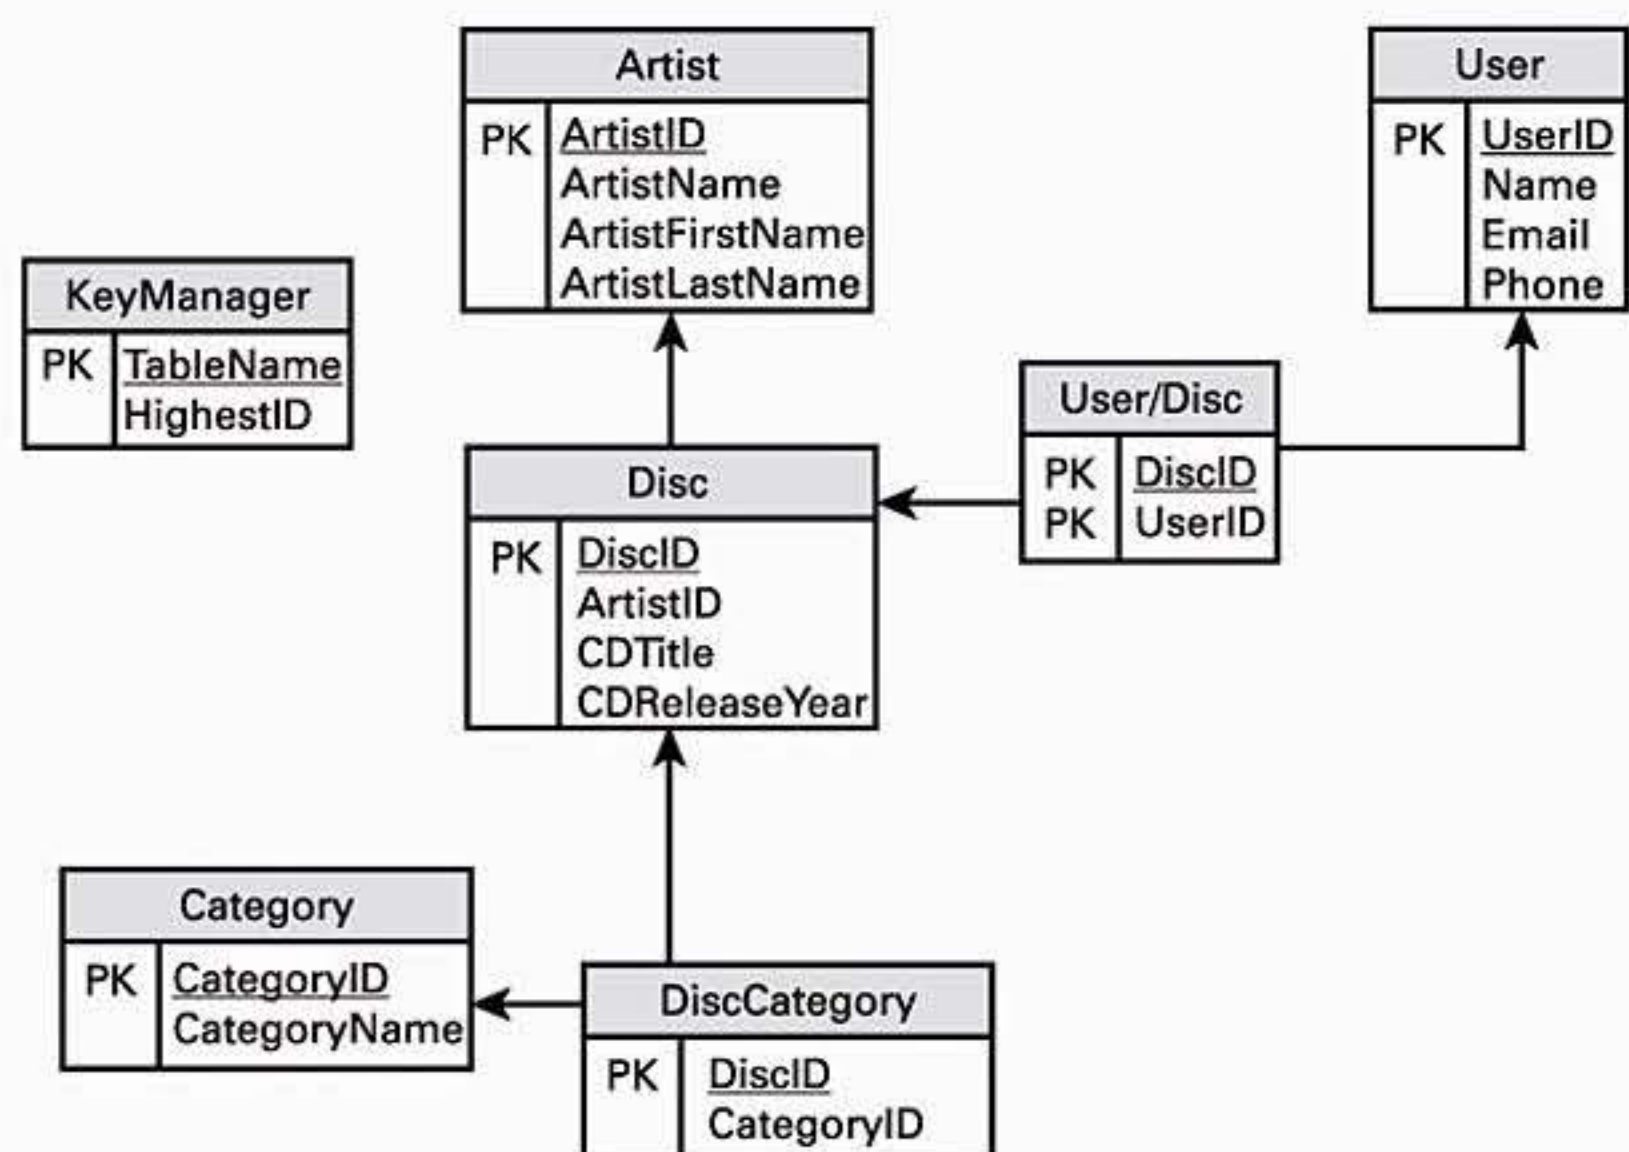 Artist
PK ArtistID
ArtistName
ArtistFirstName
ArtistLastName
User
PK UserID
Name
Email
Phone
KeyManager
PK TableName
HighestID
User/Disc
PK DiscID
PK UserID
Disc
PK DiscID
ArtistID
CDTitle
CDReleaseYear
Category
PK CategoryID
CategoryName
DiscCategory
PK DiscID
CategoryID